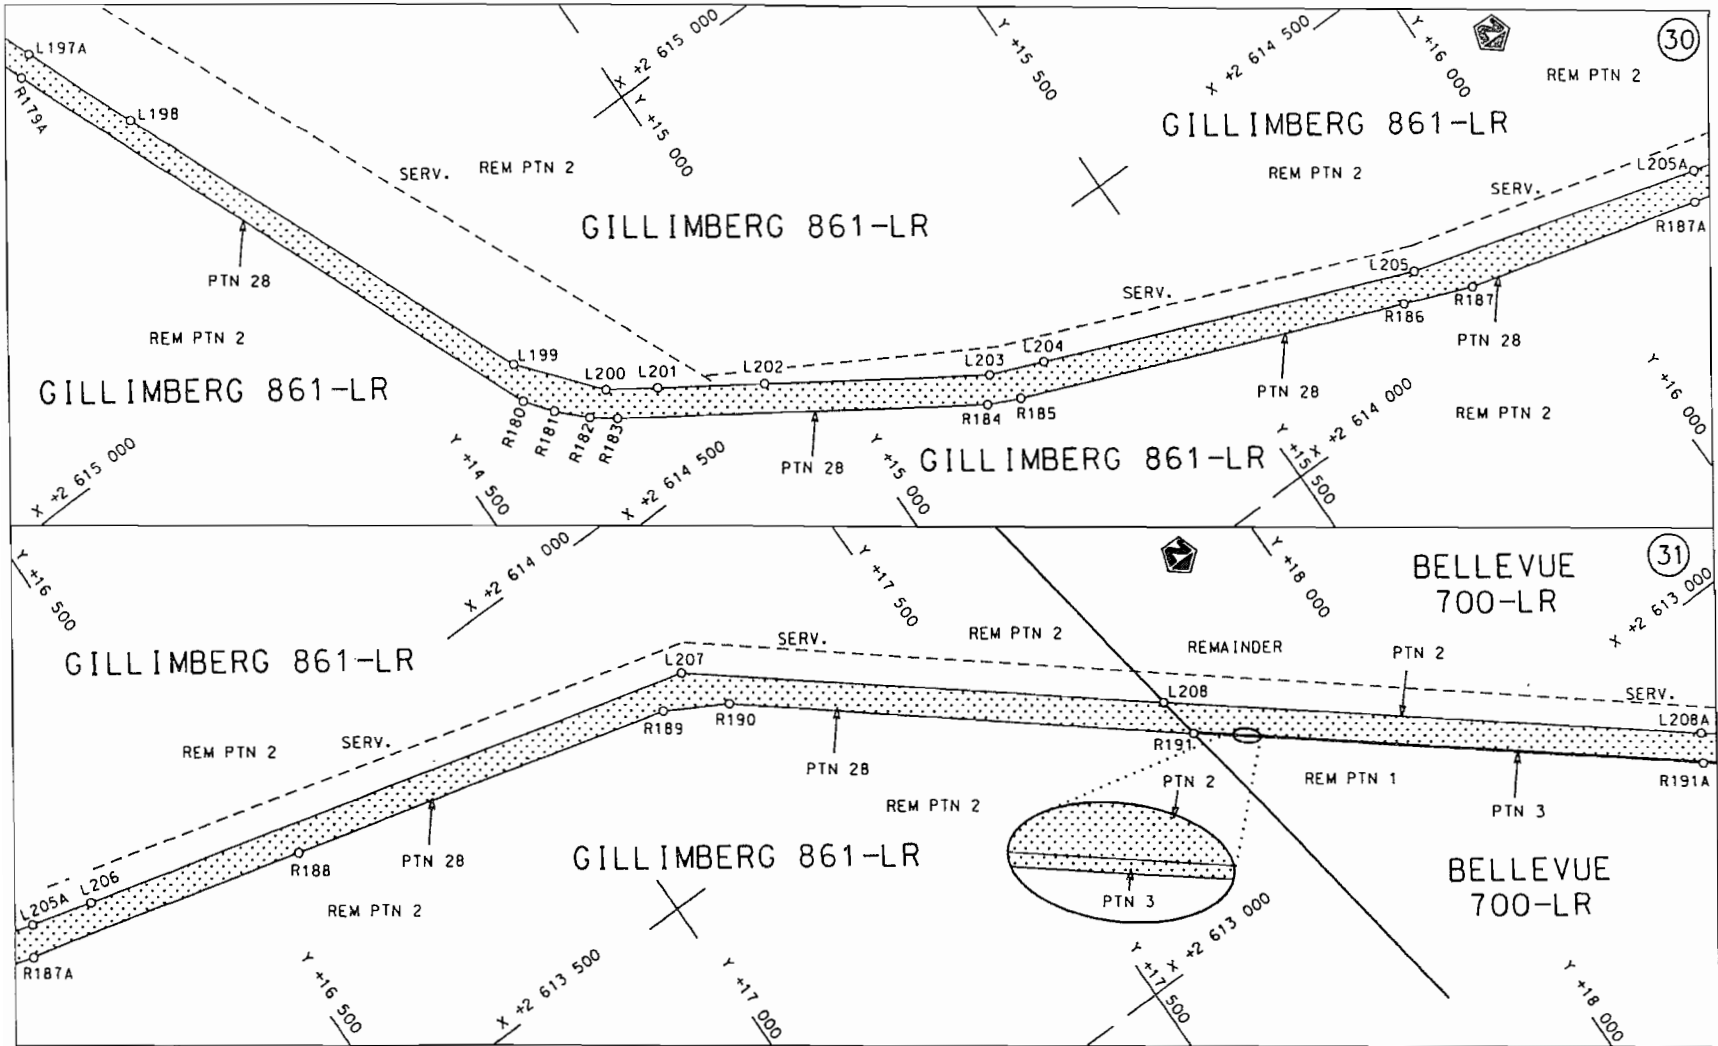 30
L197A
R179A
L198
X +2 615 000
Y +15 000
Y +15 500
X +2 614 500
Y +16 000
REM PTN 2
GILLIMBERG 861-LR
SERV.
REM PTN 2
REM PTN 2
L205A
SERV.
R187A
GILLIMBERG 861-LR
PTN 28
L205
SERV.
R187
R186
PTN 28
REM PTN 2
L199
L200
L201
L202
L203
L204
GILLIMBERG 861-LR
R180
R181
R182
R183
R184
R185
PTN 28
PTN 28
REM PTN 2
Y +16 000
X +2 615 000
Y +14 500
X +2 614 500
Y +15 000
GILLIMBERG 861-LR
Y +15 500
X +2 614 000
31
Y +16 500
X +2 614 000
Y +17 500
Y +18 000
BELLEVUE
700-LR
X +2 613 000
GILLIMBERG 861-LR
SERV.
REM PTN 2
REMAINDER
PTN 2
L207
L208
SERV.
L208A
REM PTN 2
SERV.
R189
R190
R191
PTN 28
PTN 2
REM PTN 1
R191A
REM PTN 2
PTN 3
PTN 28
GILLIMBERG 861-LR
L205A
L206
R188
REM PTN 2
PTN 3
BELLEVUE
700-LR
R187A
Y +16 500
X +2 613 500
Y +17 000
Y +17 500
X +2 613 000
Y +18 000